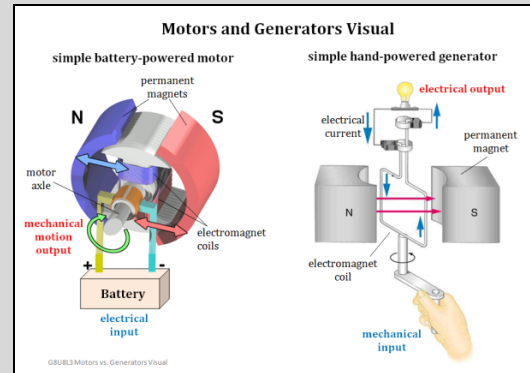 Motors and Generators Visual
simple battery-powered motor
permanent
magnets
N
S
motor
axle
mechanical
motion
output
electromagnet
coils
+
-
Battery
electrical
input
simple hand-powered generator
electrical output
electrical
current
permanent
magnet
N
S
electromagnet
coil
mechanical
input
G8U8L3 Motors vs. Generators Visual